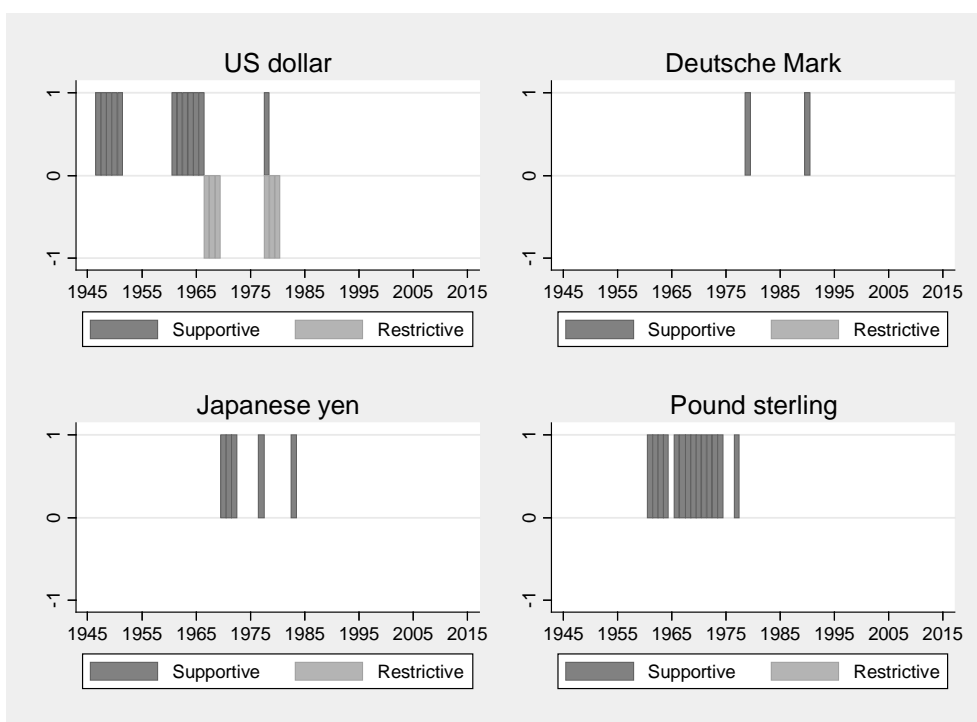 US dollar
1
0
-1
1945 1955 1965 1975 1985 1995 2005 2015
Supportive Restrictive
Deutsche Mark
1
0
-1
1945 1955 1965 1975 1985 1995 2005 2015
Supportive Restrictive
Japanese yen
1
0
-1
1945 1955 1965 1975 1985 1995 2005 2015
Supportive Restrictive
Pound sterling
1
0
-1
1945 1955 1965 1975 1985 1995 2005 2015
Supportive Restrictive